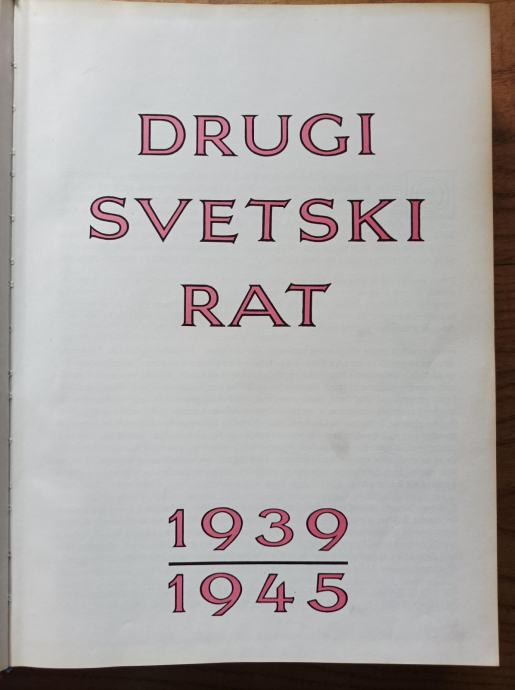 DRUGI
SVETSKI
RAT
1939
1945